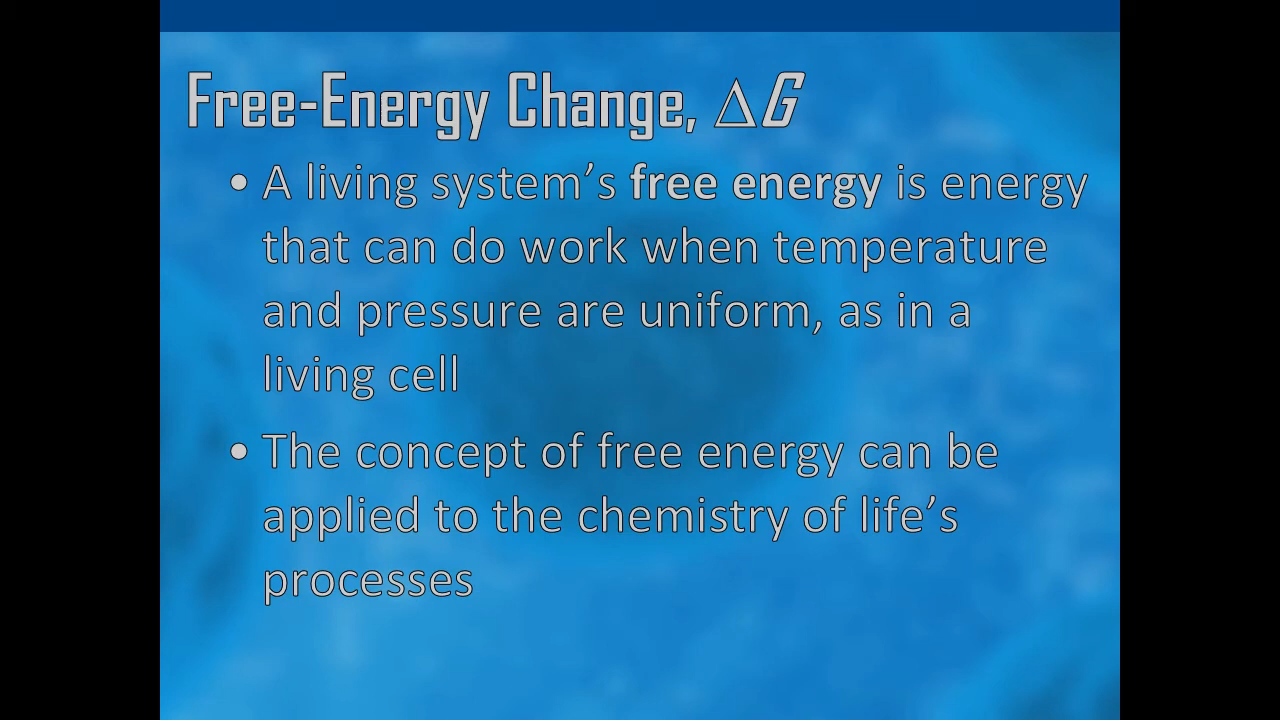 Free-Energy Change, ΔG
• A living system’s free energy is energy
that can do work when temperature
and pressure are uniform, as in a
living cell
• The concept of free energy can be
applied to the chemistry of life’s
processes